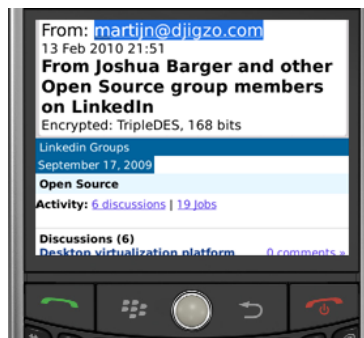 From: martijn@djigzo.com
13 Feb 2010 21:51
From Joshua Barger and other
Open Source group members
on LinkedIn
Encrypted: TripleDES, 168 bits
Linkedin Groups
September 17, 2009
Open Source
Activity: 6 discussions | 19 Jobs
Discussions (6)
Desktop virtualization platform 0 comments »